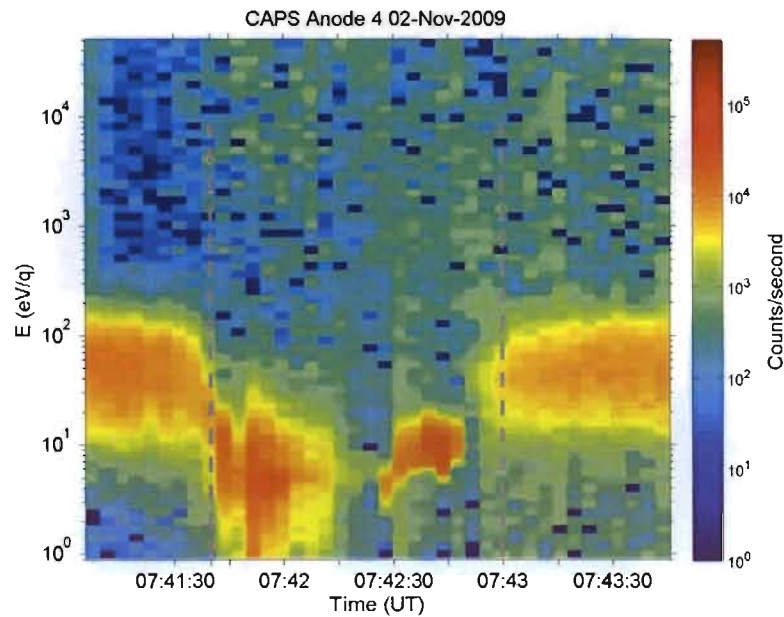 CAPS Anode 4 02-Nov-2009
E (eV/q)
10⁴
10³
10²
10¹
10⁰
07:41:30 07:42 07:42:30 07:43 07:43:30
Time (UT)
10⁵
10⁴
10³
10²
10¹
10⁰
Counts/second